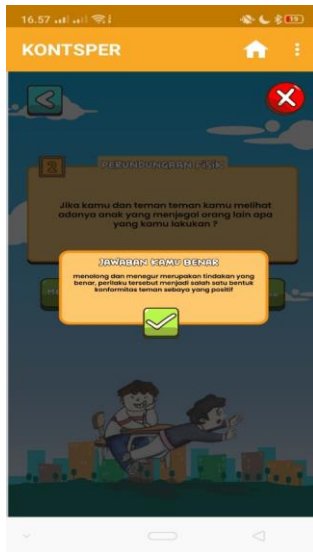 16.57
39
KONTSPER
2
PERUNDUNGAN FISIK
Jika kamu dan teman teman kamu melihat
adanya anak yang menjegal orang lain apa
yang kamu lakukan ?
JAWABAN KAMU BENAR
menolong dan menegur merupakan tindakan yang
benar, perilaku tersebut menjadi salah satu bentuk
konformitas teman sebaya yang positif